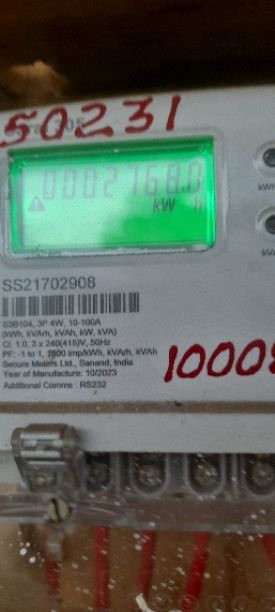 50231
0002768.0
kW h
SS21702908
S3B104, 3P 4W, 10-100A
(kWh, kVArh, kVAh, kW, kVA)
Cl. 1.0, 3 x 240(415)V, 50Hz
PF: -1 to 1, 1600 imp/kWh, kVArh, kVAh
Secure Meters Ltd., Sanand, India
Year of Manufacture: 10/2023
Additional Comms : RS232